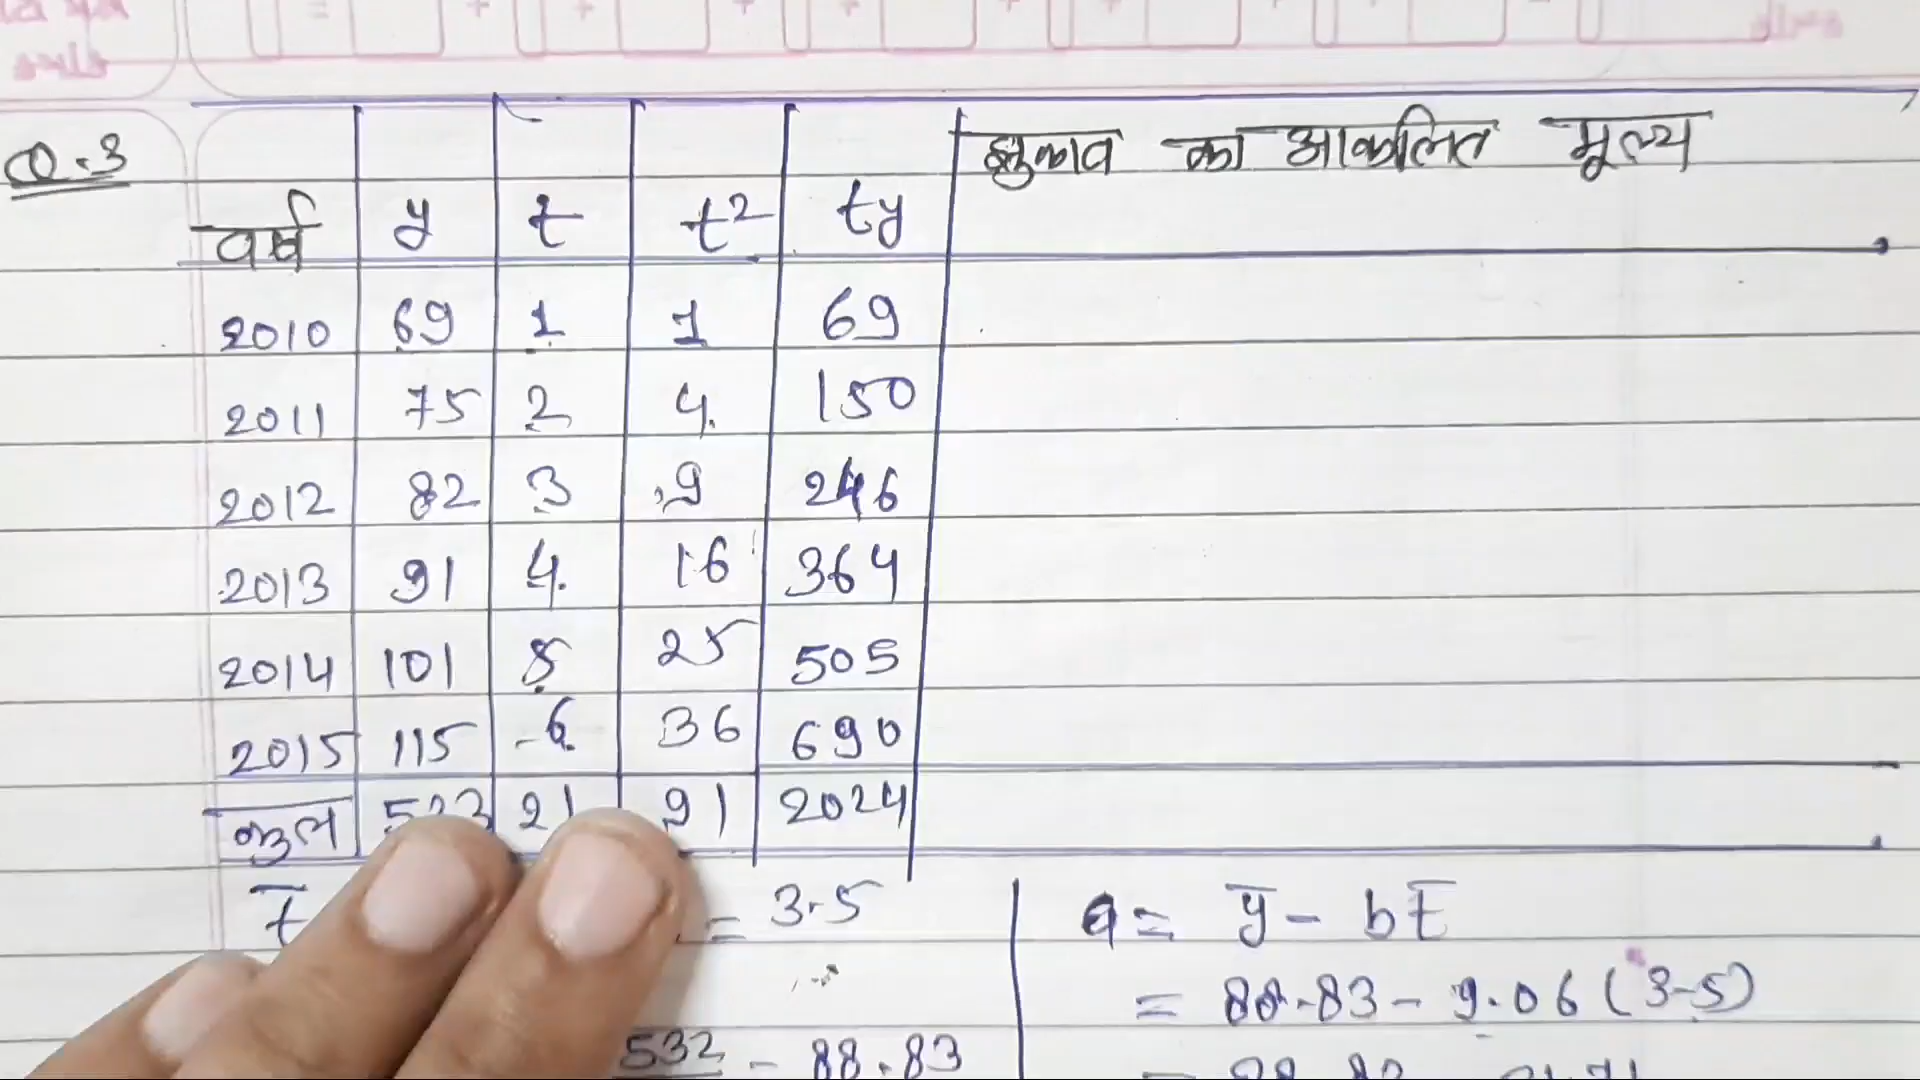 Q.3
झुकाव का आकलित मूल्य
वर्ष y t t² ty
2010 69 1 1 69
2011 75 2 4 150
2012 82 3 9 246
2013 91 4 16 364
2014 101 5 25 505
2015 115 6 36 690
कुल 21 91 2024
t̄ = 3.5
a = ȳ - bt̄
= 88.83 - 9.06 (3.5)
532 - 88.83